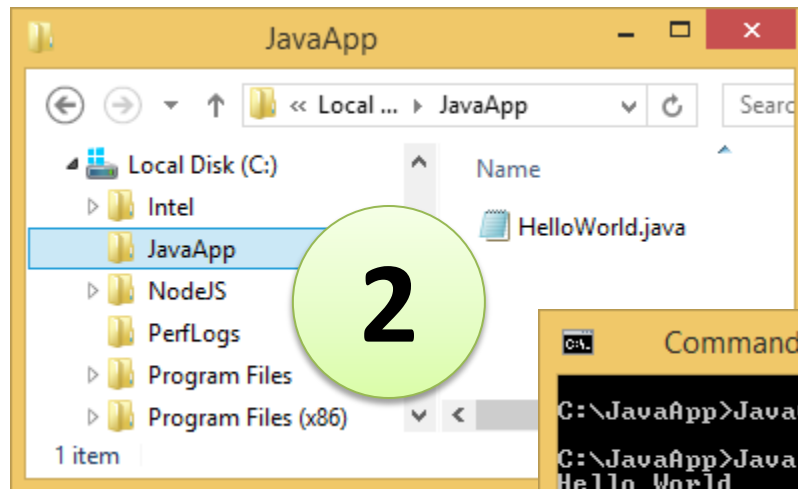 JavaApp
« Local ... JavaApp
Searc
Local Disk (C:)
Intel
JavaApp
NodeJS
PerfLogs
Program Files
Program Files (x86)
Name
HelloWorld.java
2
1 item
C:\.
Command
C:\JavaApp>Java
C:\JavaApp>Java
Hello World